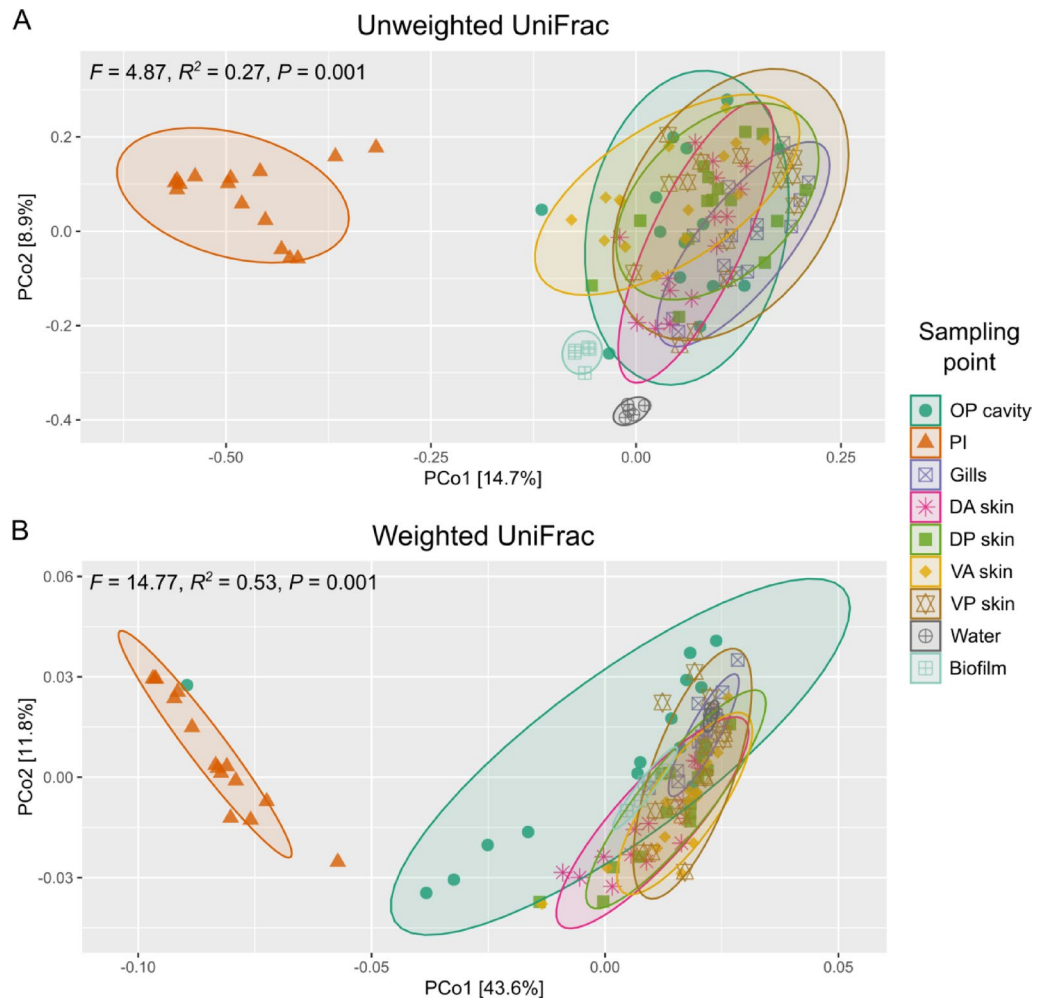 A
Unweighted UniFrac
F = 4.87, R² = 0.27, P = 0.001
0.2
0.0
-0.2
-0.4
PCo2 [8.9%]
-0.50
-0.25
0.00
0.25
PCo1 [14.7%]
B
Weighted UniFrac
F = 14.77, R² = 0.53, P = 0.001
0.06
0.03
0.00
-0.03
PCo2 [11.8%]
-0.10
-0.05
0.00
0.05
PCo1 [43.6%]
Sampling
point
OP cavity
PI
Gills
DA skin
DP skin
VA skin
VP skin
Water
Biofilm